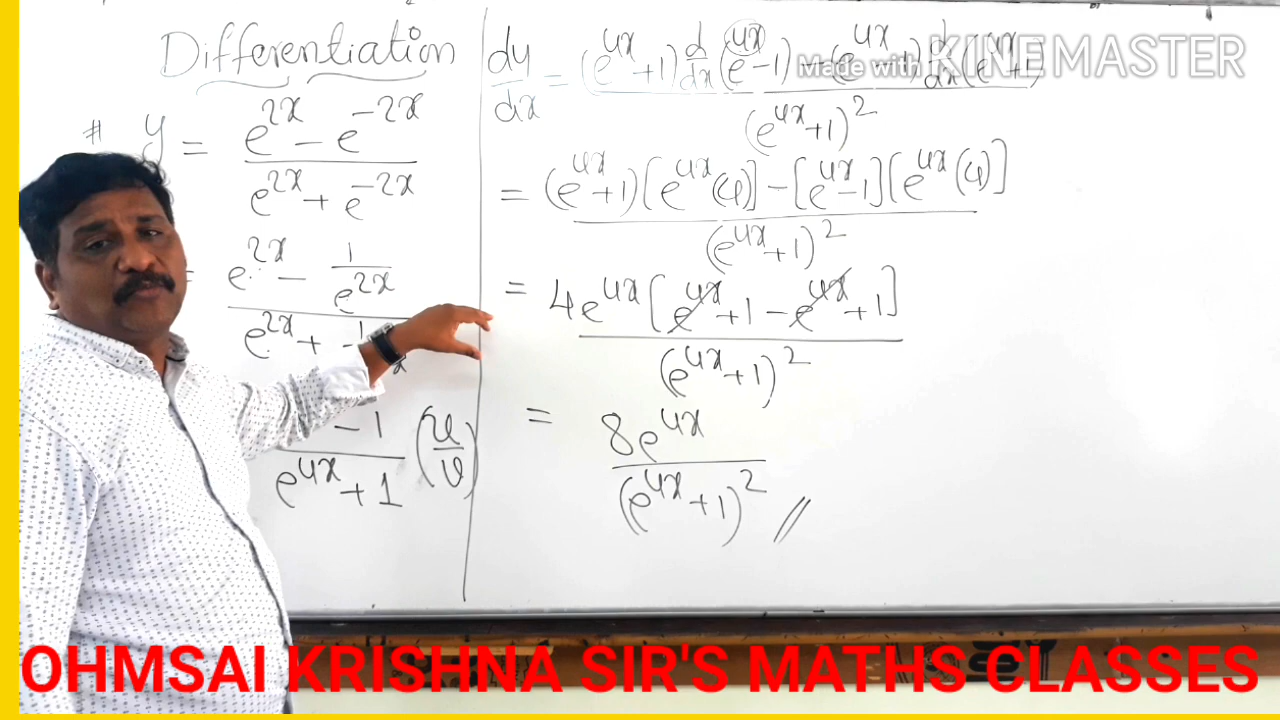 Differentiation
# y = (e^{2x} - e^{-2x}) / (e^{2x} + e^{-2x})
= (e^{2x} - 1/e^{2x}) / (e^{2x} + 1
- 1 / (e^{4x} + 1) (u/v)
dy/dx = ((e^{4x} + 1) d/dx (e^{4x} - 1) - (e^{4x} - 1) d/dx (e^{4x} + 1)) / (e^{4x} + 1)^2
= ((e^{4x} + 1)[e^{4x}(4)] - [e^{4x} - 1][e^{4x}(4)]) / (e^{4x} + 1)^2
= 4e^{4x}[e^{4x} + 1 - e^{4x} + 1] / (e^{4x} + 1)^2
= 8e^{4x} / (e^{4x} + 1)^2 //
Made with KINEMASTER
OHMSAI KRISHNA SIR'S MATHS CLASSES